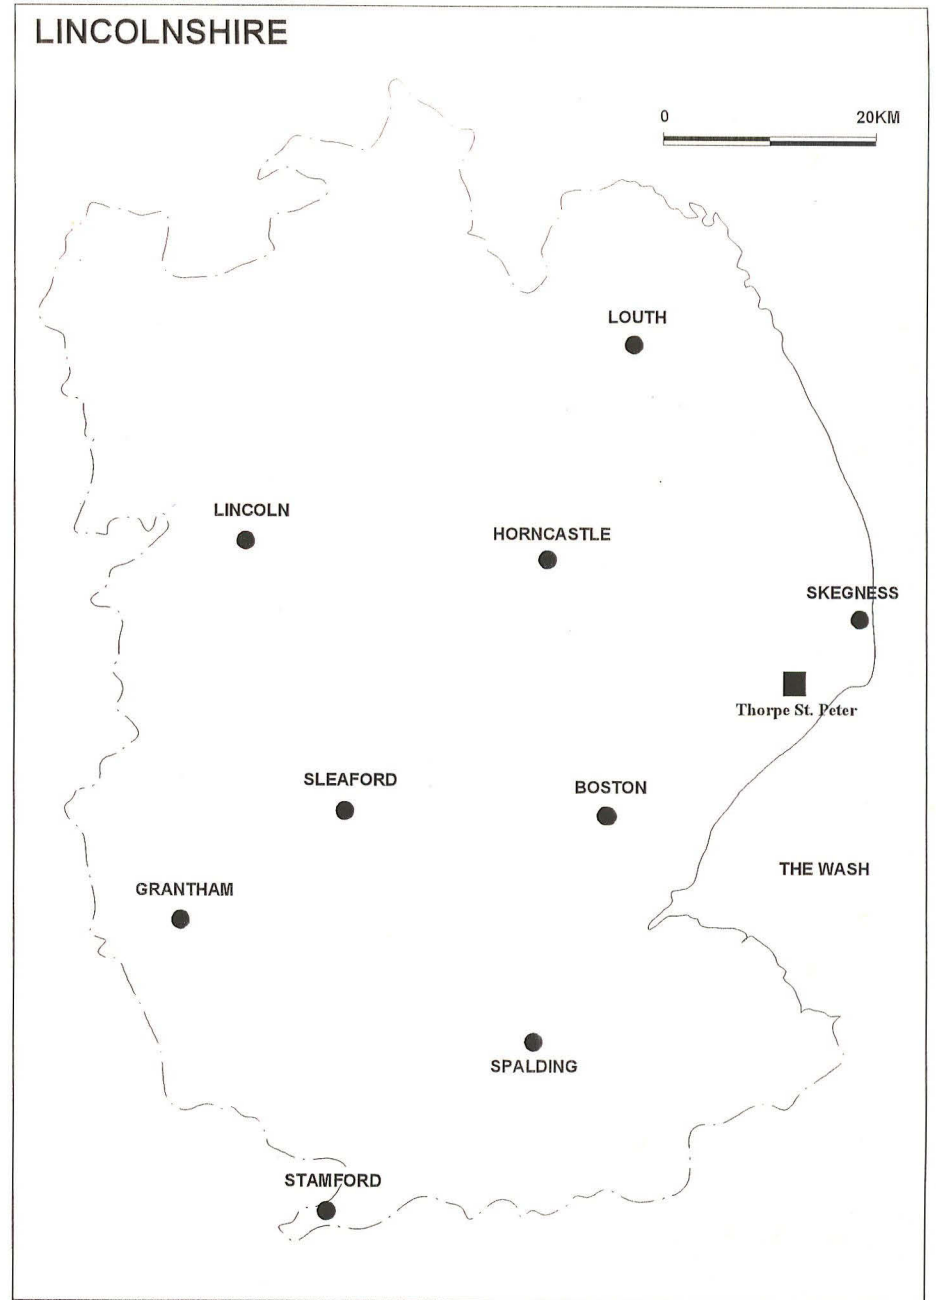 LINCOLNSHIRE
0 20KM
LOUTH
LINCOLN
HORNCASTLE
SKEGNESS
Thorpe St. Peter
SLEAFORD
BOSTON
THE WASH
GRANTHAM
SPALDING
STAMFORD